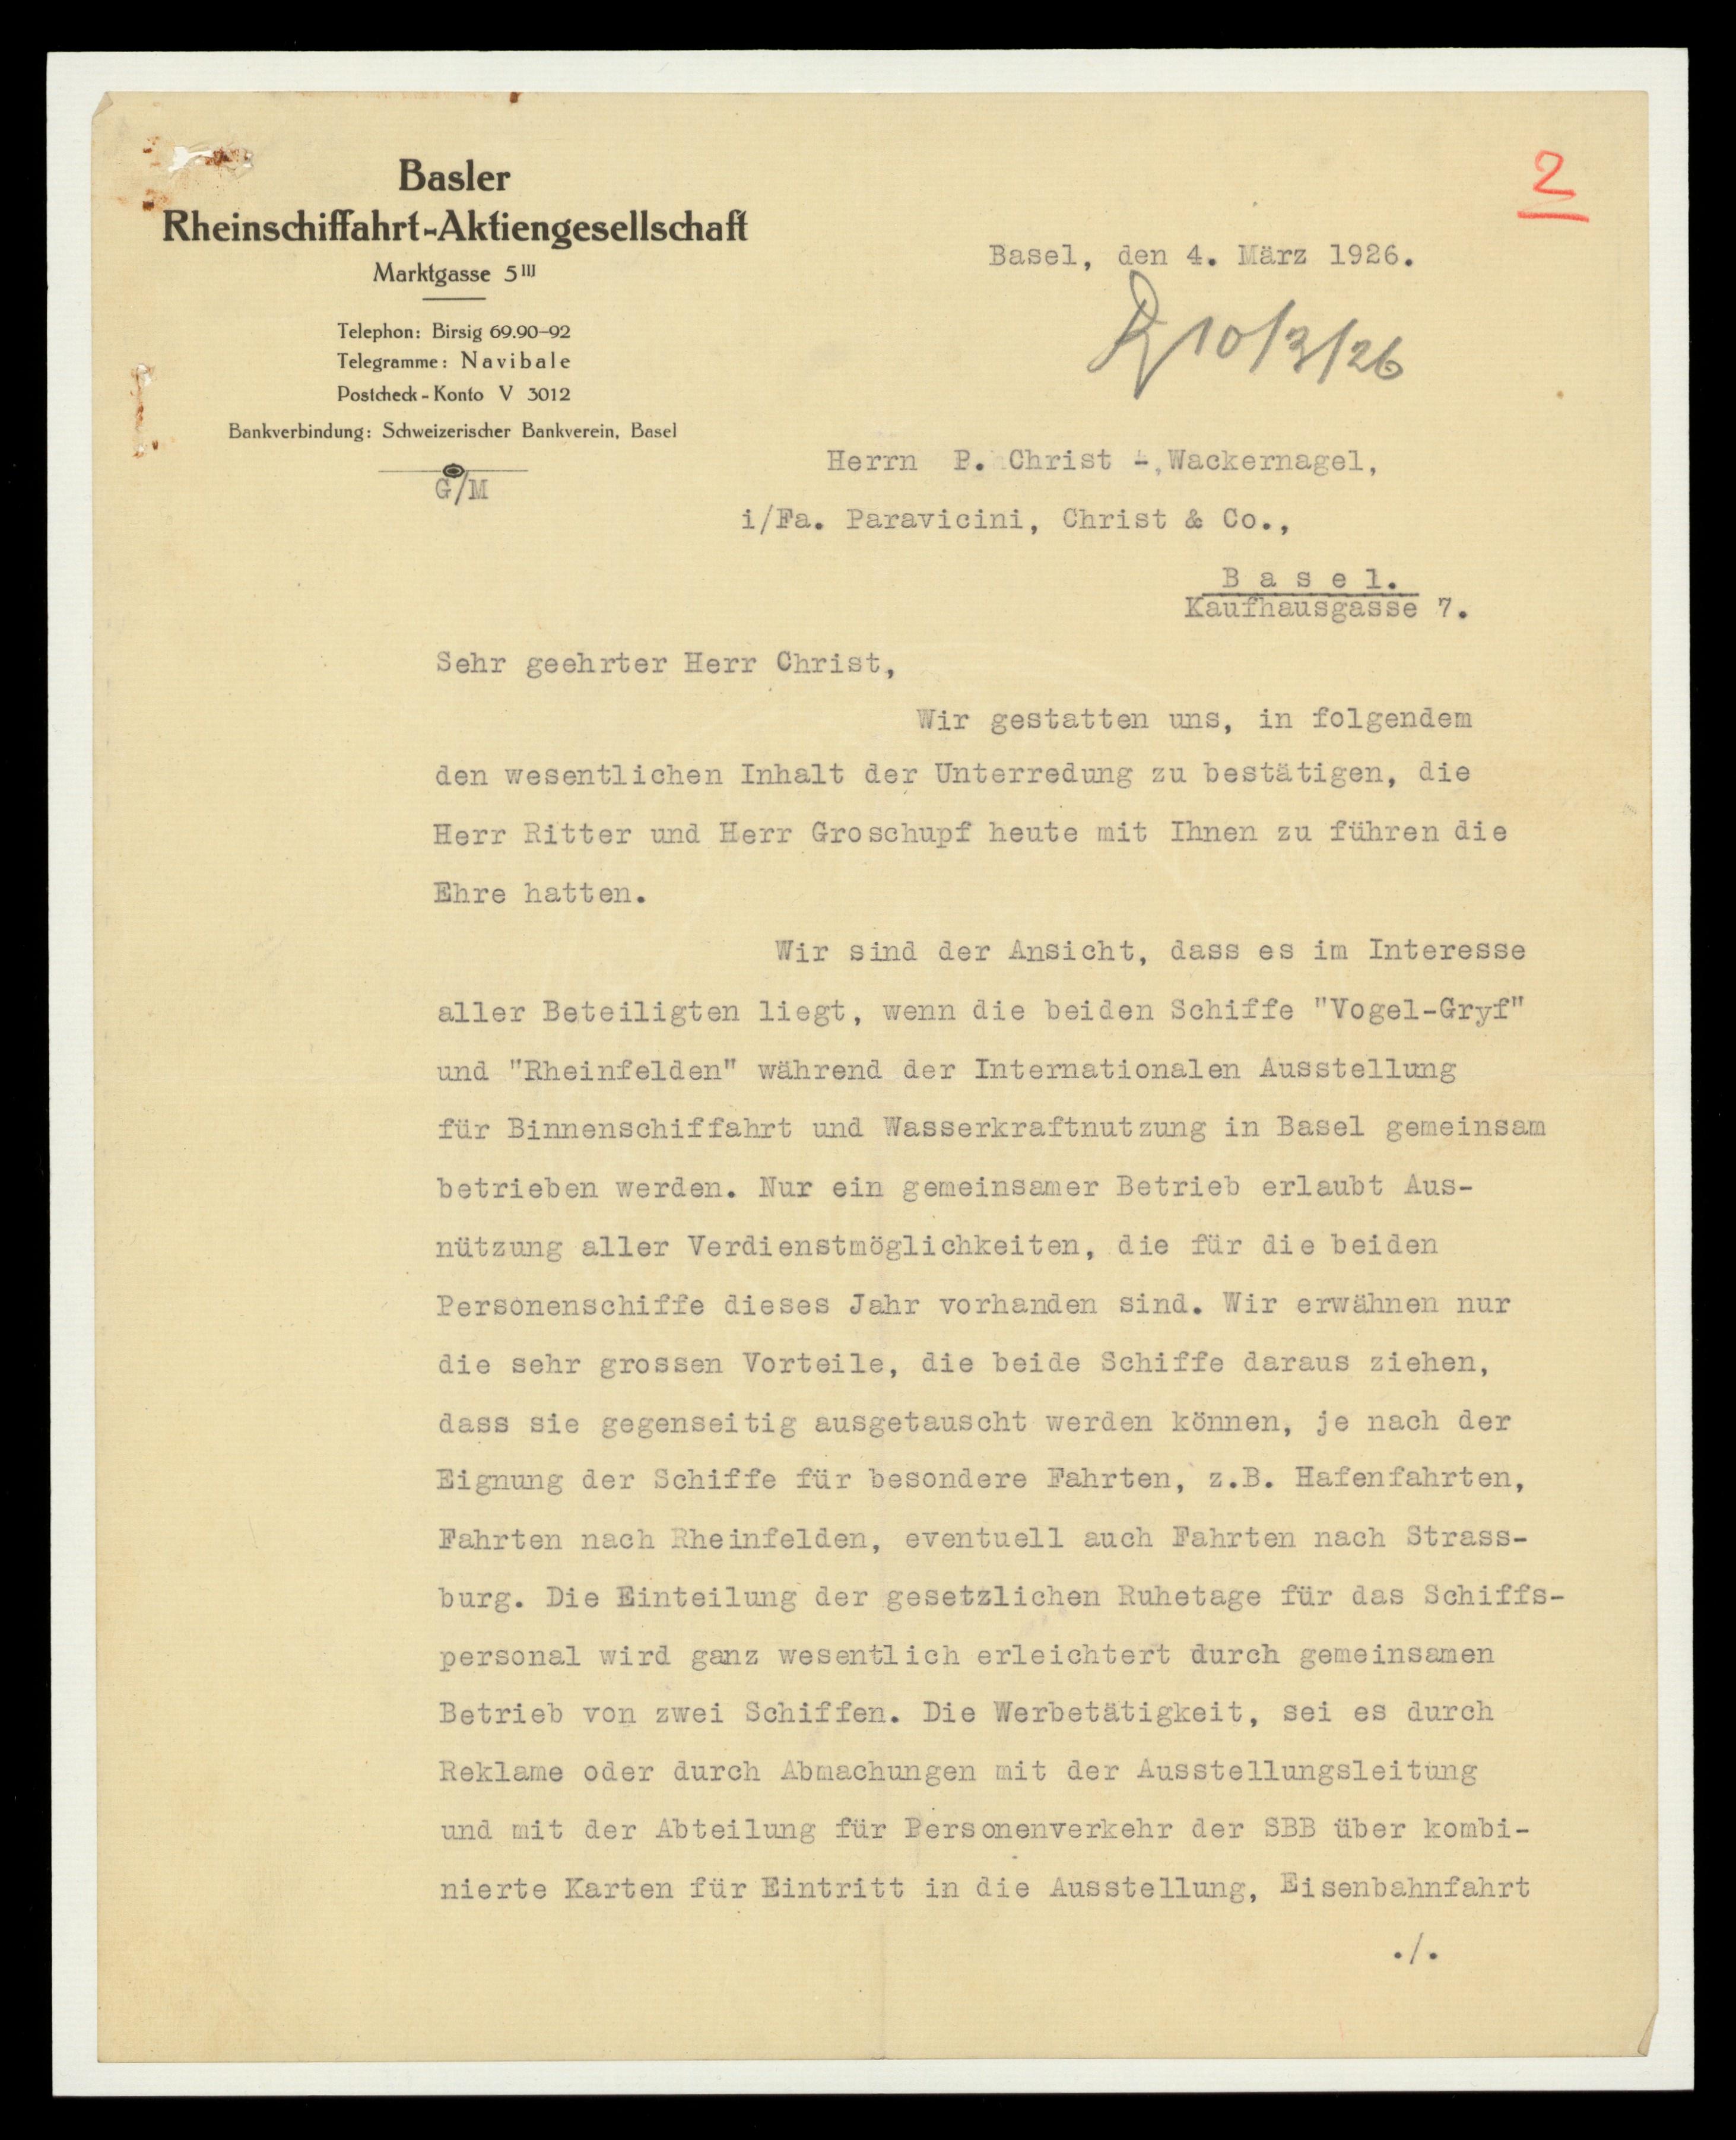 Basler
Rheinschiffahrt-Aktiengesellschaft
Marktgasse 5 III
Telephon: Birsig 69.90-92
Telegramme: Navibale
Postcheck-Konto V 3012
Bankverbindung: Schweizerischer Bankverein, Basel
G/M
2
Basel, den 4. März 1926.
10/3/26
Herrn P. Christ - Wackernagel,
i/Fa. Paravicini, Christ & Co.,
B a s e l.
Kaufhausgasse 7.
Sehr geehrter Herr Christ,
Wir gestatten uns, in folgendem
den wesentlichen Inhalt der Unterredung zu bestätigen, die
Herr Ritter und Herr Groschupf heute mit Ihnen zu führen die
Ehre hatten.
Wir sind der Ansicht, dass es im Interesse
aller Beteiligten liegt, wenn die beiden Schiffe "Vogel-Gryf"
und "Rheinfelden" während der Internationalen Ausstellung
für Binnenschiffahrt und Wasserkraftnutzung in Basel gemeinsam
betrieben werden. Nur ein gemeinsamer Betrieb erlaubt Aus-
nützung aller Verdienstmöglichkeiten, die für die beiden
Personenschiffe dieses Jahr vorhanden sind. Wir erwähnen nur
die sehr grossen Vorteile, die beide Schiffe daraus ziehen,
dass sie gegenseitig ausgetauscht werden können, je nach der
Eignung der Schiffe für besondere Fahrten, z.B. Hafenfahrten,
Fahrten nach Rheinfelden, eventuell auch Fahrten nach Strass-
burg. Die Einteilung der gesetzlichen Ruhetage für das Schiffs-
personal wird ganz wesentlich erleichtert durch gemeinsamen
Betrieb von zwei Schiffen. Die Werbetätigkeit, sei es durch
Reklame oder durch Abmachungen mit der Ausstellungsleitung
und mit der Abteilung für Personenverkehr der SBB über kombi-
nierte Karten für Eintritt in die Ausstellung, Eisenbahnfahrt
./.